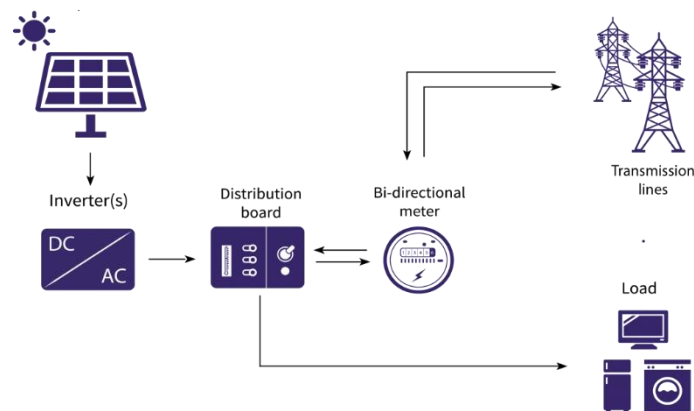 Inverter(s)
DC
AC
Distribution
board
Bi-directional
meter
Transmission
lines
Load